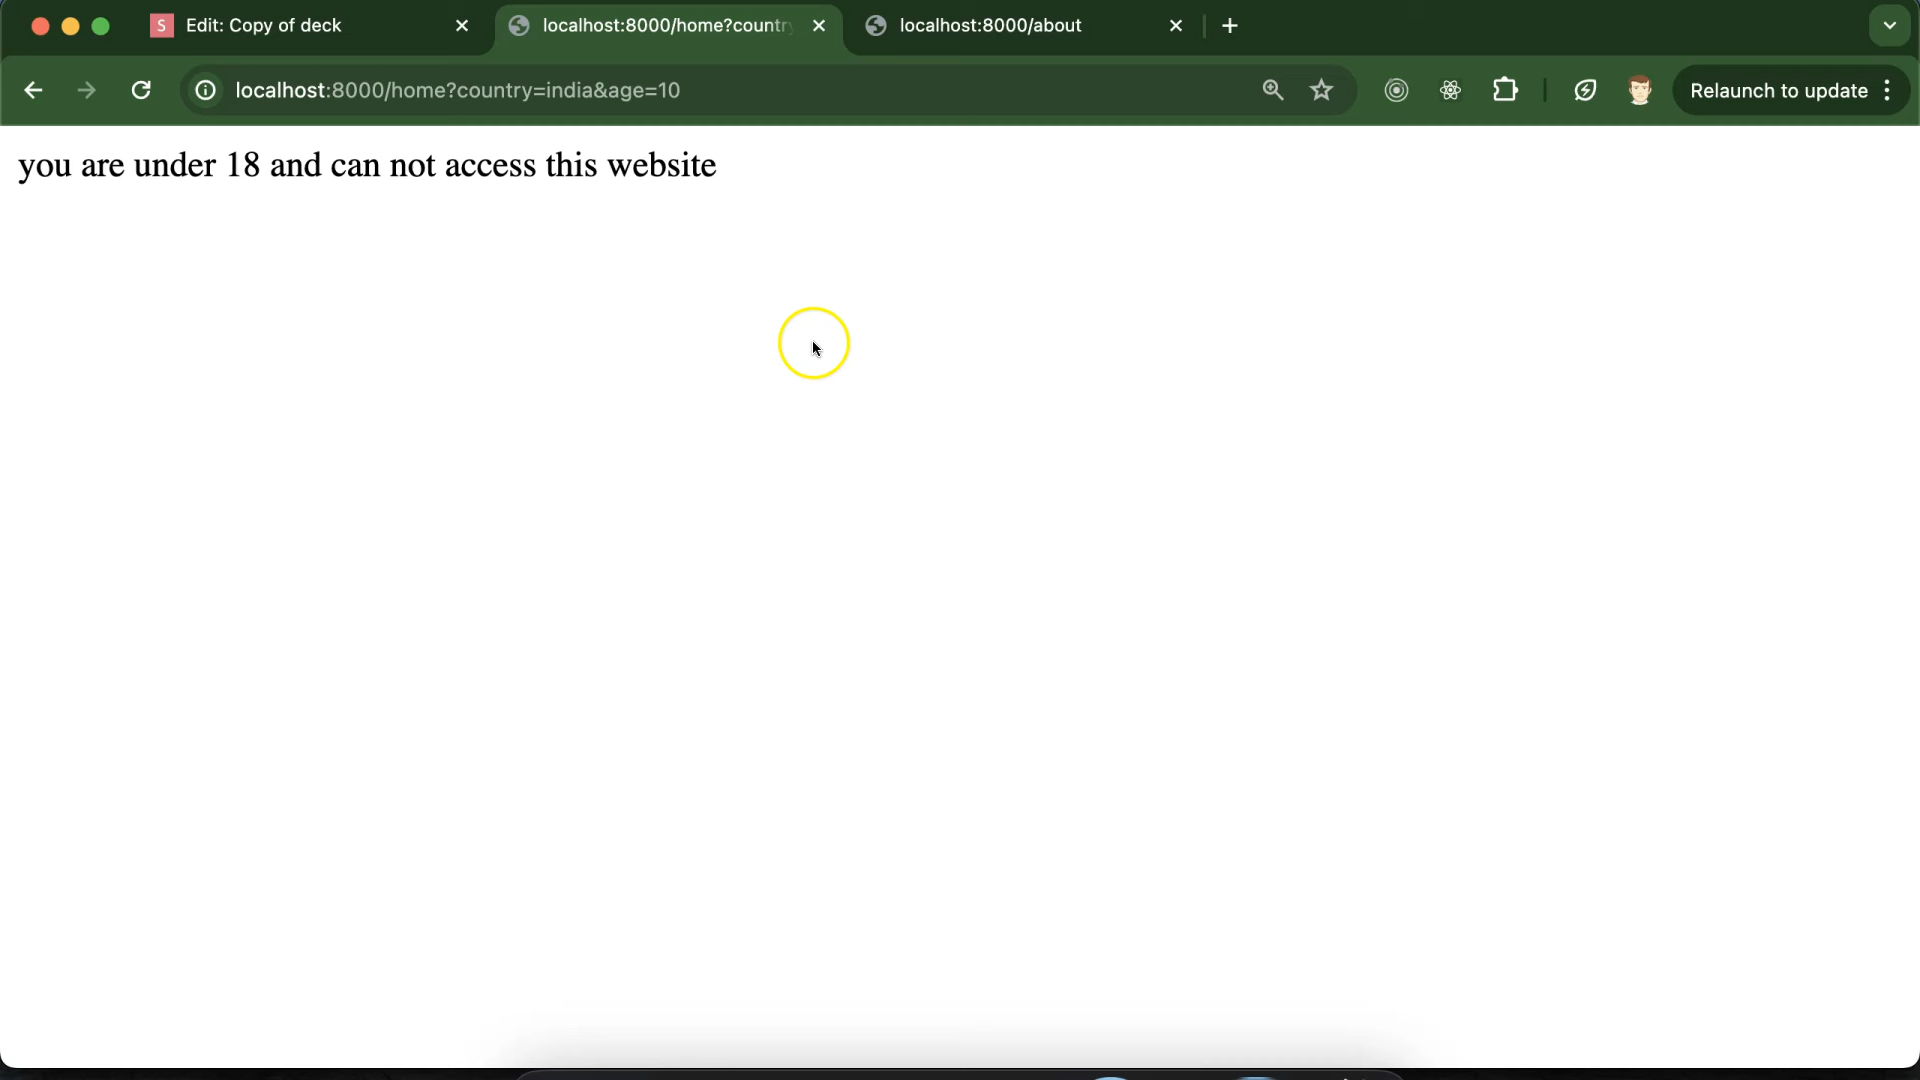 S Edit: Copy of deck
localhost:8000/home?countr
localhost:8000/about
localhost:8000/home?country=india&age=10
Relaunch to update
you are under 18 and can not access this website